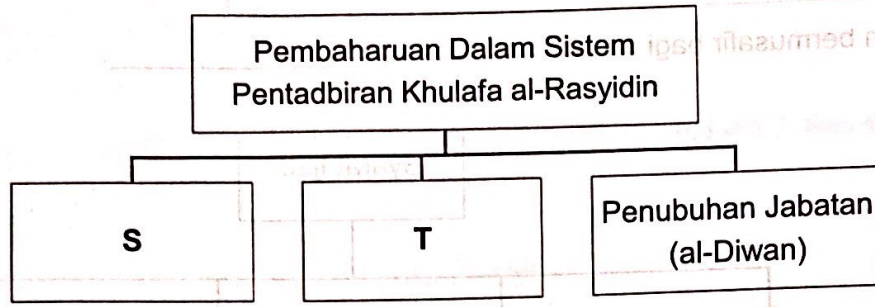 Pembaharuan Dalam Sistem
Pentadbiran Khulafa al-Rasyidin
S
T
Penubuhan Jabatan
(al-Diwan)